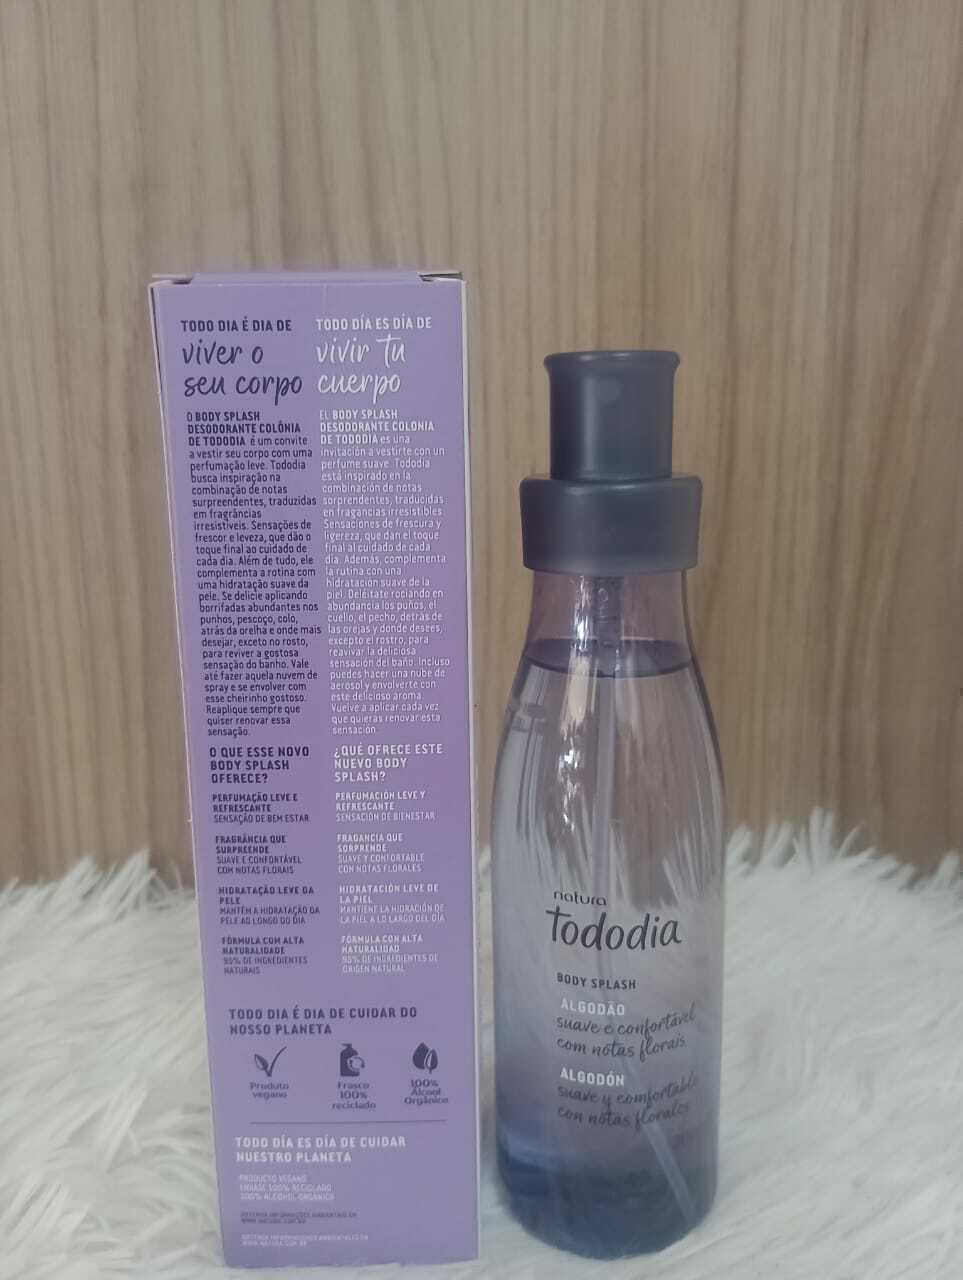 TODO DIA É DIA DE
viver o
seu corpo
O BODY SPLASH
DESODORANTE COLÔNIA
DE TODODIA é um convite
a vestir seu corpo com uma
perfumação leve. Tododia
busca inspiração na
combinação de notas
surpreendentes, traduzidas
em fragrâncias
irresistíveis. Sensações de
frescor e leveza, que dão o
toque final ao cuidado de
cada dia. Além de tudo, ele
complementa a rotina com
uma hidratação suave da
pele. Se delicie aplicando
borrifadas abundantes nos
punhos, pescoço, colo,
atrás da orelha e onde mais
desejar, exceto no rosto,
para reviver a gostosa
sensação do banho. Vale
até fazer aquela nuvem de
spray e se envolver com
esse cheirinho gostoso.
Reaplique sempre que
quiser renovar essa
sensação.
O QUE ESSE NOVO
BODY SPLASH
OFERECE?
PERFUMAÇÃO LEVE E
REFRESCANTE
SENSAÇÃO DE BEM ESTAR
FRAGRÂNCIA QUE
SURPREENDE
SUAVE E CONFORTÁVEL
COM NOTAS FLORAIS
HIDRATAÇÃO LEVE DA
PELE
MANTÉM A HIDRATAÇÃO DA
PELE AO LONGO DO DIA
FÓRMULA COM ALTA
NATURALIDADE
95% DE INGREDIENTES
NATURAIS
TODO DÍA ES DÍA DE
vivir tu
cuerpo
EL BODY SPLASH
DESODORANTE COLONIA
DE TODODIA es una
invitación a vestirte con un
perfume suave. Tododia
está inspirado en la
combinación de notas
sorprendentes, traducidas
en fragancias irresistibles.
Sensaciones de frescura y
ligereza, que dan el toque
final al cuidado de cada
día. Además, complementa
la rutina con una
hidratación suave de la
piel. Deléitate rociando en
abundancia los puños, el
cuello, el pecho, detrás de
las orejas y donde desees,
excepto el rostro, para
reavivar la deliciosa
sensación del baño. Incluso
puedes hacer una nube de
aerosol y envolverte con
este delicioso aroma.
Vuelve a aplicar cada vez
que quieras renovar esta
sensación.
¿QUÉ OFRECE ESTE
NUEVO BODY
SPLASH?
PERFUMACIÓN LEVE Y
REFRESCANTE
SENSACIÓN DE BIENESTAR
FRAGANCIA QUE
SORPRENDE
SUAVE Y CONFORTABLE
CON NOTAS FLORALES
HIDRATACIÓN LEVE DE
LA PIEL
MANTIENE LA HIDRACIÓN DE
LA PIEL A LO LARGO DEL DÍA
FÓRMULA CON ALTA
NATURALIDAD
95% DE INGREDIENTES DE
ORIGEN NATURAL
TODO DIA É DIA DE CUIDAR DO
NOSSO PLANETA
Produto
vegano
Frasco
100%
reciclado
100%
Álcool
Orgânico
TODO DÍA ES DÍA DE CUIDAR
NUESTRO PLANETA
PRODUCTO VEGANO
ENVASE 100% RECICLADO
100% ALCOHOL ORGÁNICO
OBTENHA INFORMAÇÕES AMBIENTAIS EM
WWW.NATURA.COM.BR
OBTENGA INFORMACIONES AMBIENTALES EN
WWW.NATURA.COM.BR
natura
tododia
BODY SPLASH
ALGODÃO
suave e confortável
com notas florais
ALGODÓN
suave y comfortable
con notas florales